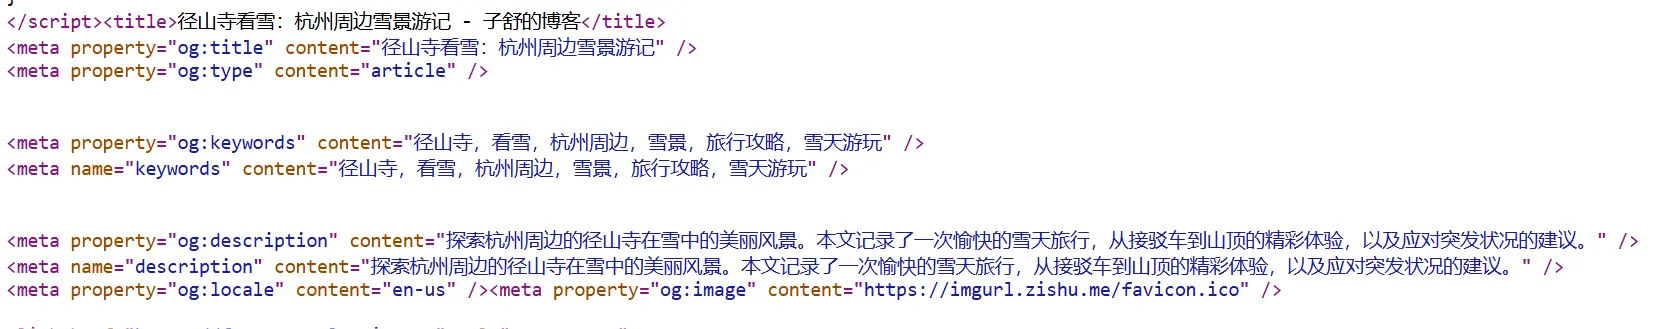 </script><title>径山寺看雪：杭州周边雪景游记 - 子舒的博客</title>
<meta property="og:title" content="径山寺看雪：杭州周边雪景游记" />
<meta property="og:type" content="article" />
<meta property="og:keywords" content="径山寺，看雪，杭州周边，雪景，旅行攻略，雪天游玩" />
<meta name="keywords" content="径山寺，看雪，杭州周边，雪景，旅行攻略，雪天游玩" />
<meta property="og:description" content="探索杭州周边的径山寺在雪中的美丽风景。本文记录了一次愉快的雪天旅行，从接驳车到山顶的精彩体验，以及应对突发状况的建议。" />
<meta name="description" content="探索杭州周边的径山寺在雪中的美丽风景。本文记录了一次愉快的雪天旅行，从接驳车到山顶的精彩体验，以及应对突发状况的建议。" />
<meta property="og:locale" content="en-us" /><meta property="og:image" content="https://imgurl.zishu.me/favicon.ico" />